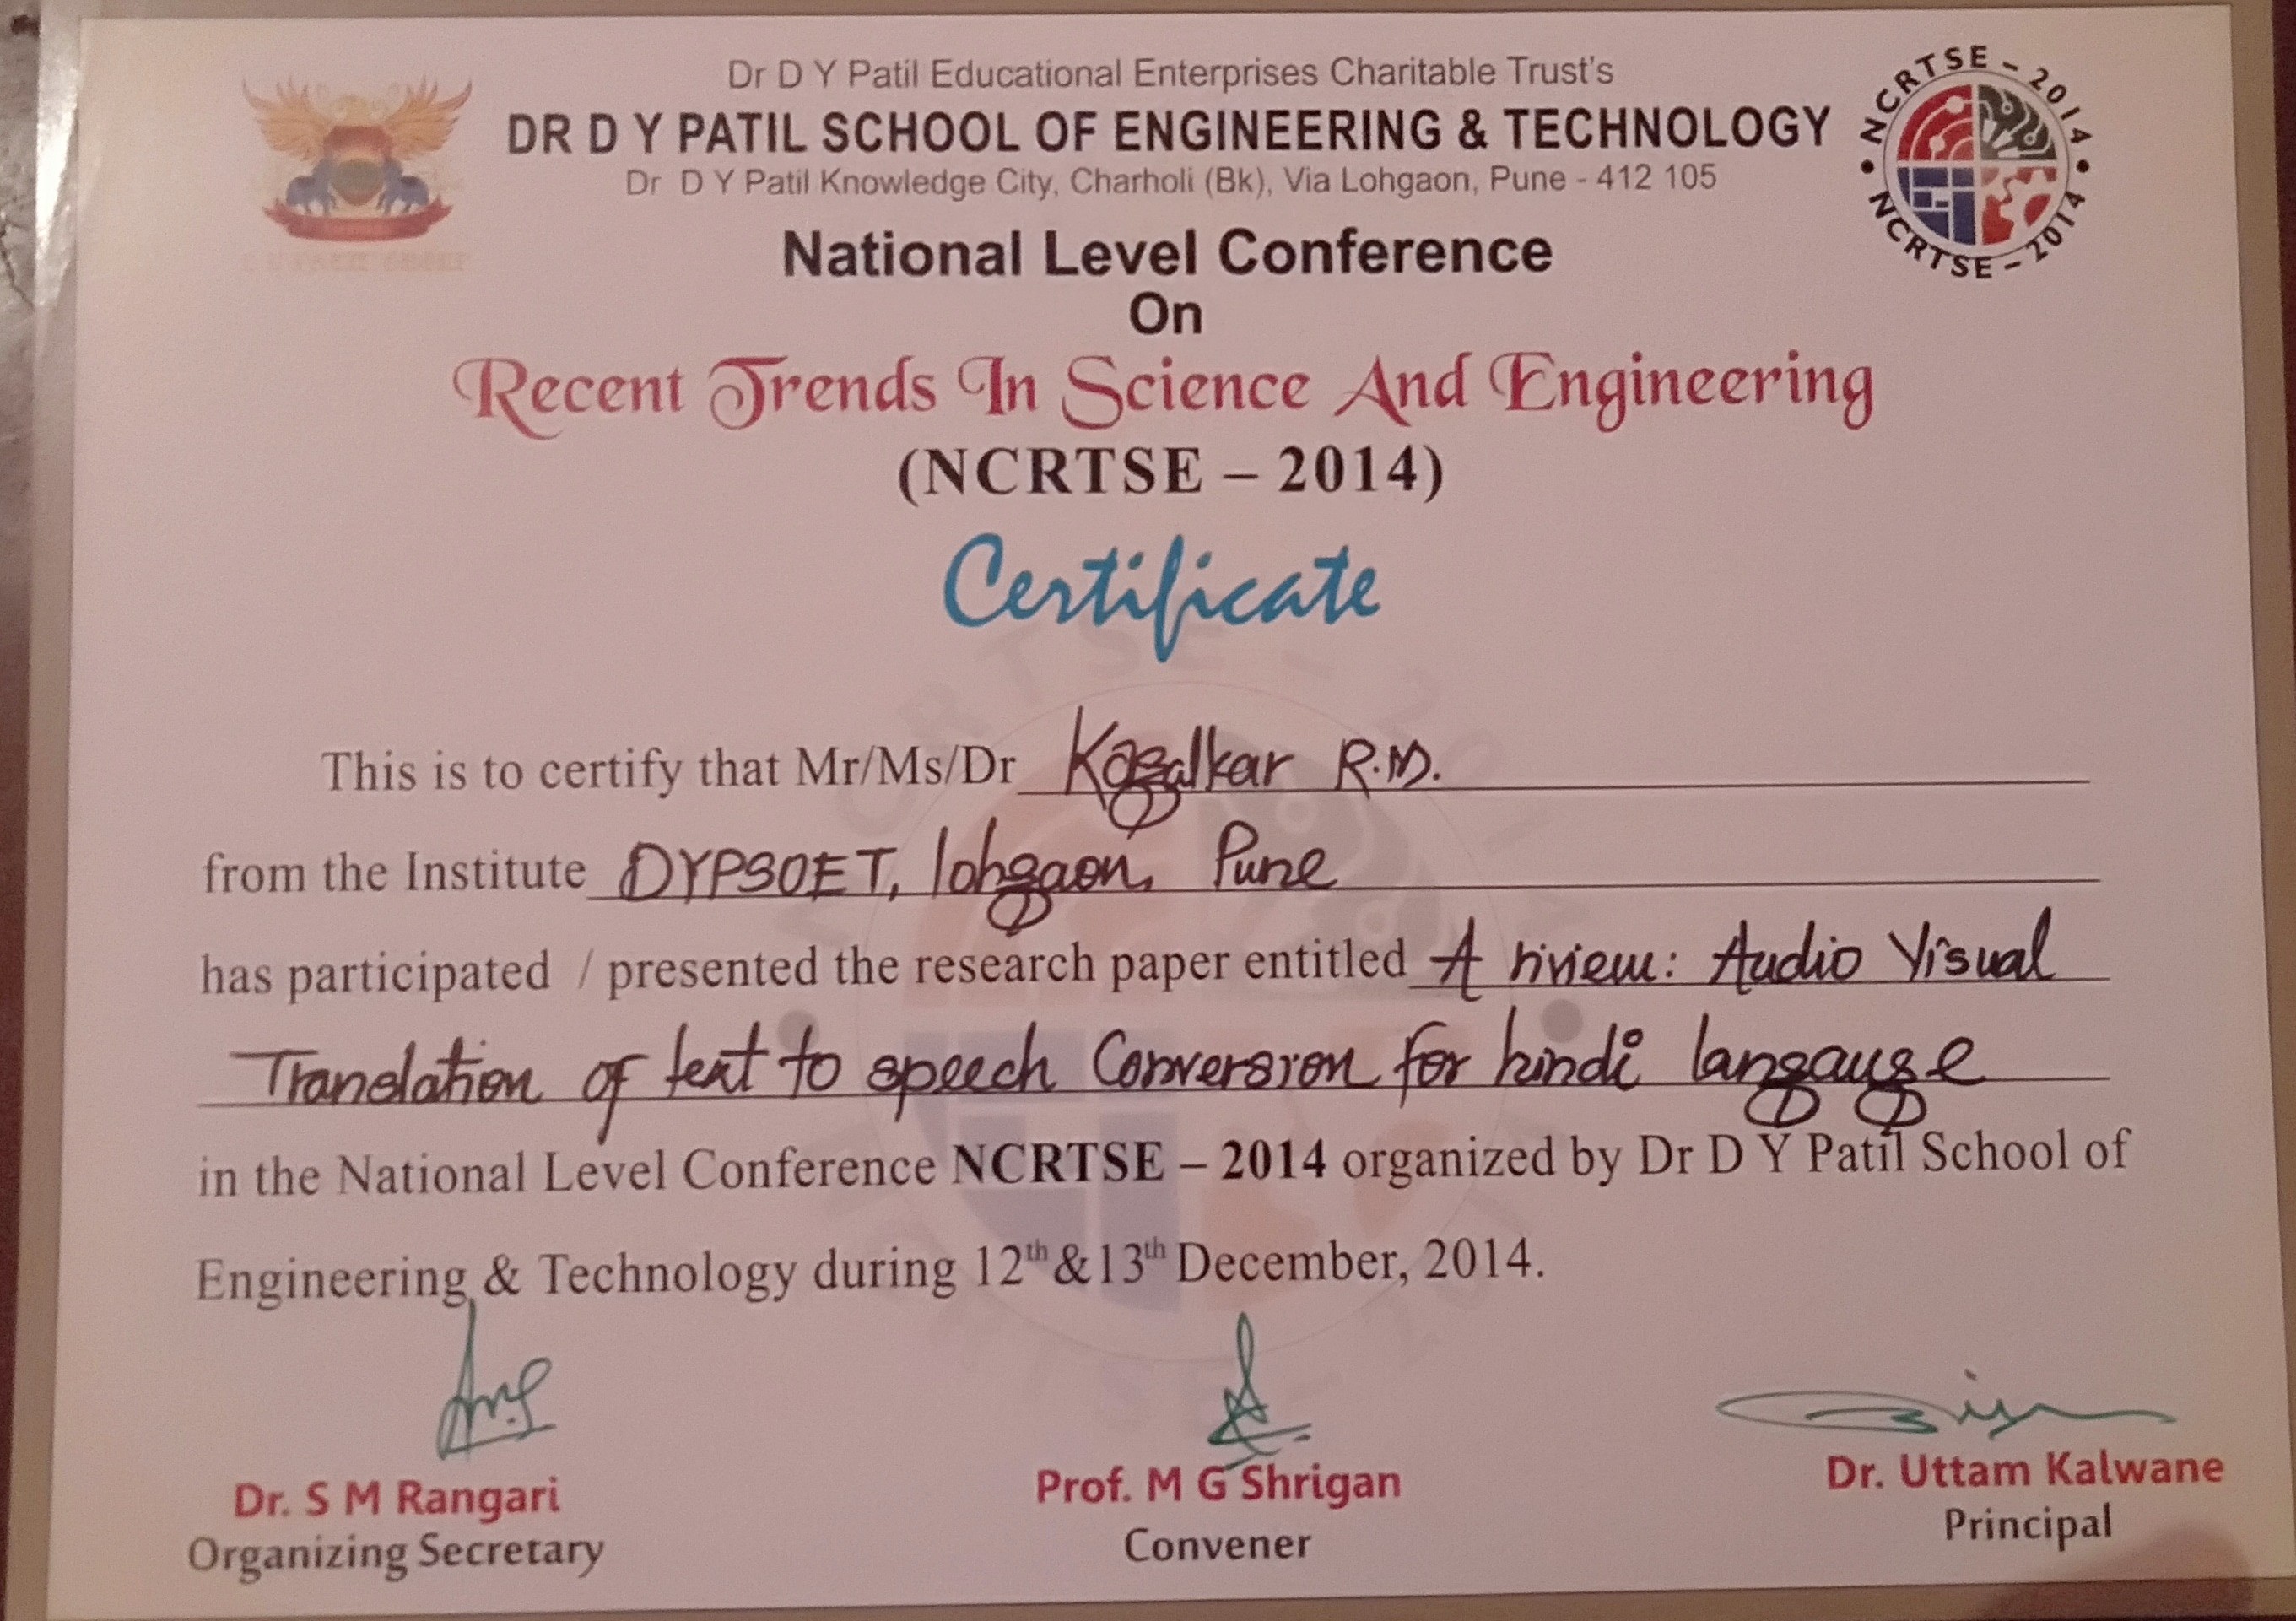 Dr D Y Patil Educational Enterprises Charitable Trust's
DR D Y PATIL SCHOOL OF ENGINEERING & TECHNOLOGY
Dr D Y Patil Knowledge City, Charholi (Bk), Via Lohgaon, Pune - 412 105
NCRTSE – 2014 • NCRTSE – 2014 •
National Level Conference
On
Recent Trends In Science And Engineering
(NCRTSE – 2014)
Certificate
This is to certify that Mr/Ms/Dr Kagalkar R.M.
from the Institute DYPSOET, lohgaon, Pune
has participated / presented the research paper entitled A riview: Audio Visual
Translation of text to speech Conversion for hindi langauge
in the National Level Conference NCRTSE – 2014 organized by Dr D Y Patil School of
Engineering & Technology during 12th & 13th December, 2014.
Dr. S M Rangari
Organizing Secretary
Prof. M G Shrigan
Convener
Dr. Uttam Kalwane
Principal